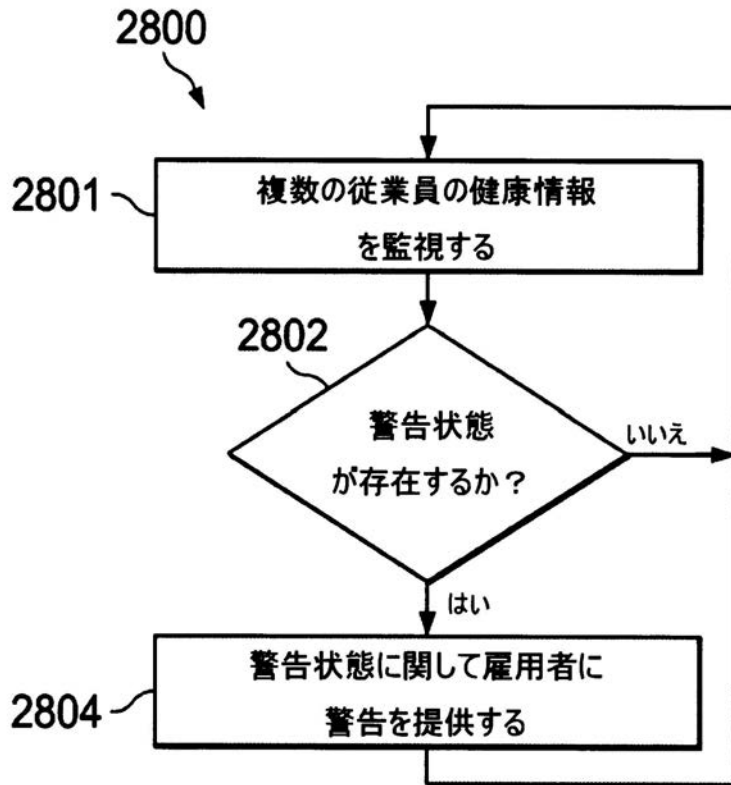 2800
2801
複数の従業員の健康情報
を監視する
2802
警告状態
が存在するか?
いいえ
はい
2804
警告状態に関して雇用者に
警告を提供する